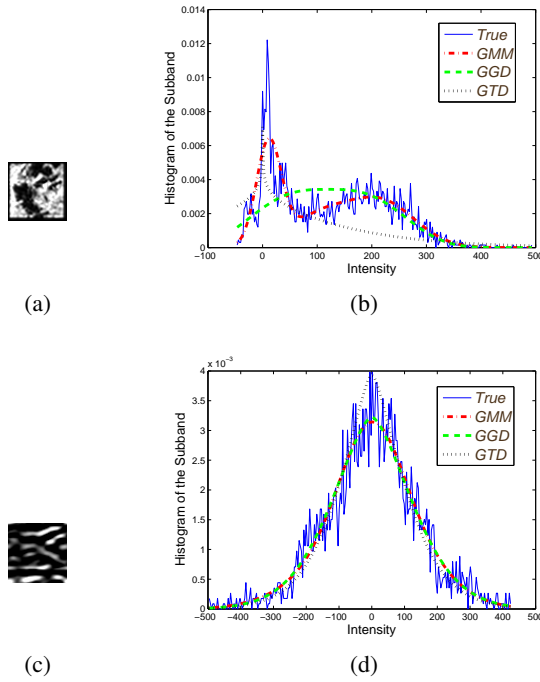 0.014
0.012
0.01
0.008
0.006
0.004
0.002
0
−100 0 100 200 300 400 500
Histogram of the Subband
Intensity
True
GMM
GGD
GTD
(a) (b)
x 10⁻³
4
3.5
3
2.5
2
1.5
1
0.5
0
−500 −400 −300 −200 −100 0 100 200 300 400 500
Histogram of the Subband
Intensity
True
GMM
GGD
GTD
(c) (d)